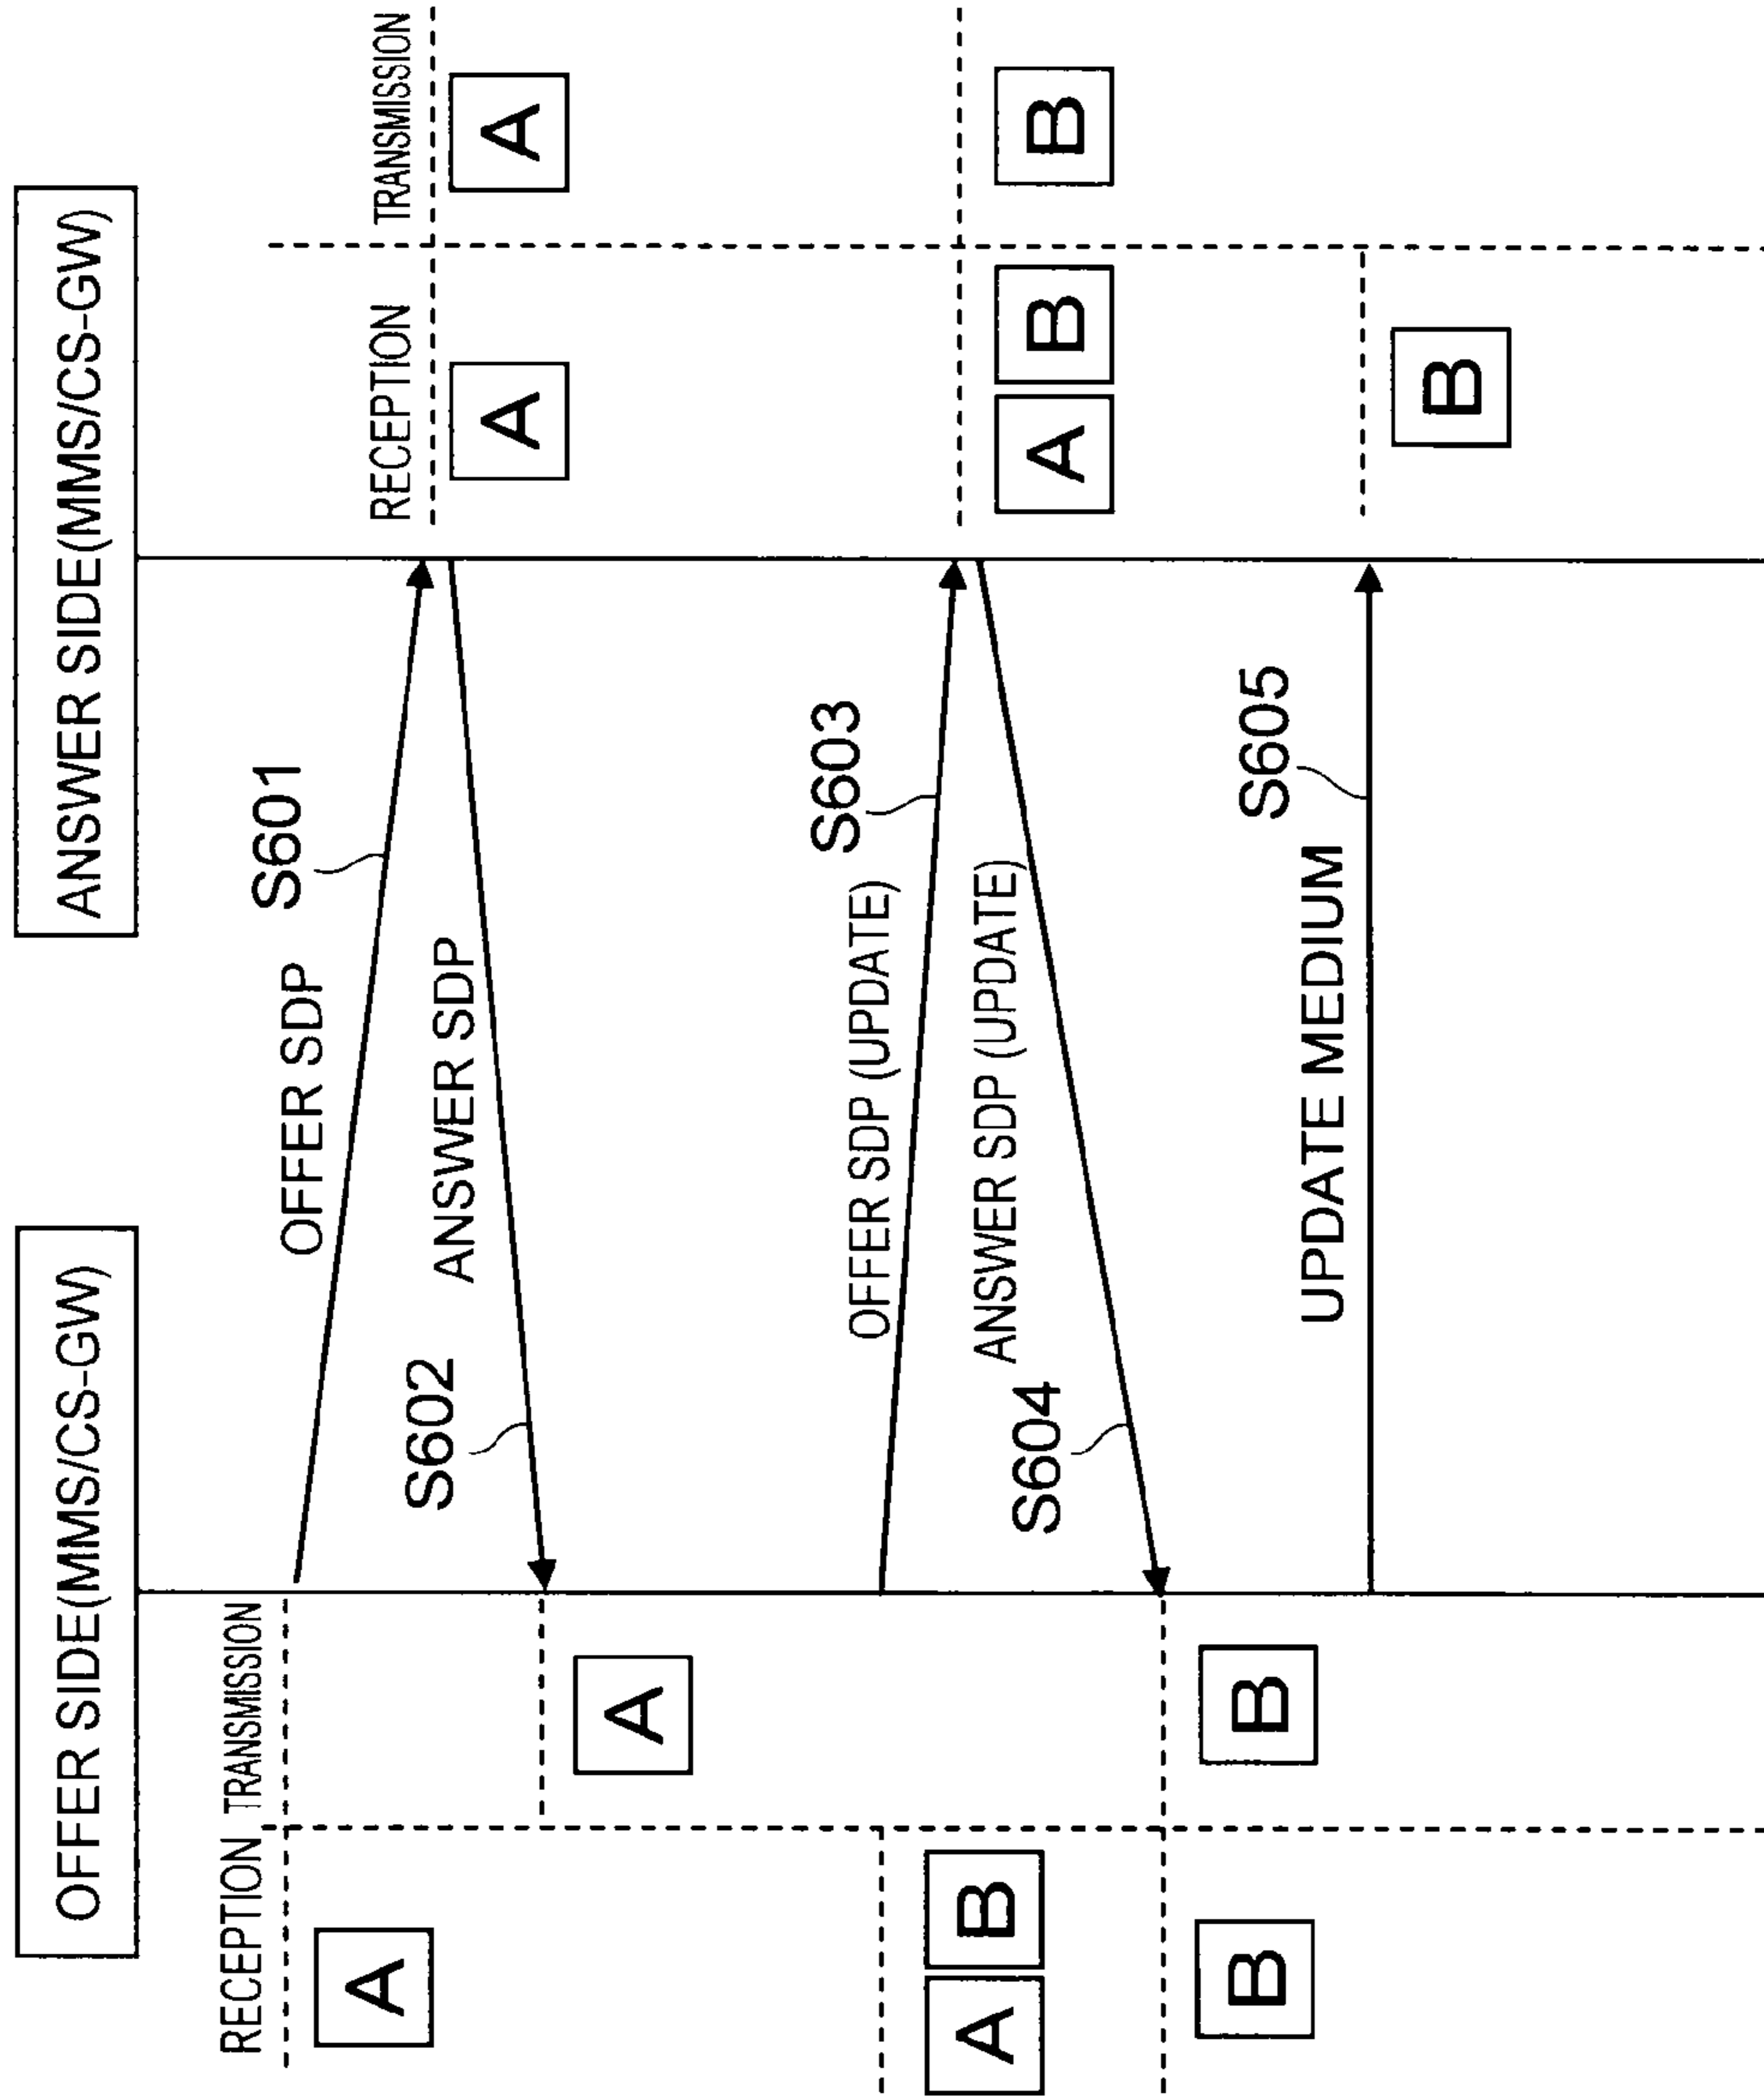 OFFER SIDE(MMS/CS-GW)
ANSWER SIDE(MMS/CS-GW)
RECEPTION TRANSMISSION
S601
OFFER SDP
A
RECEPTION TRANSMISSION
S602
ANSWER SDP
A A
A
S603
OFFER SDP (UPDATE)
A B
ANSWER SDP (UPDATE)
S604
A B B
B B
S605
UPDATE MEDIUM
B